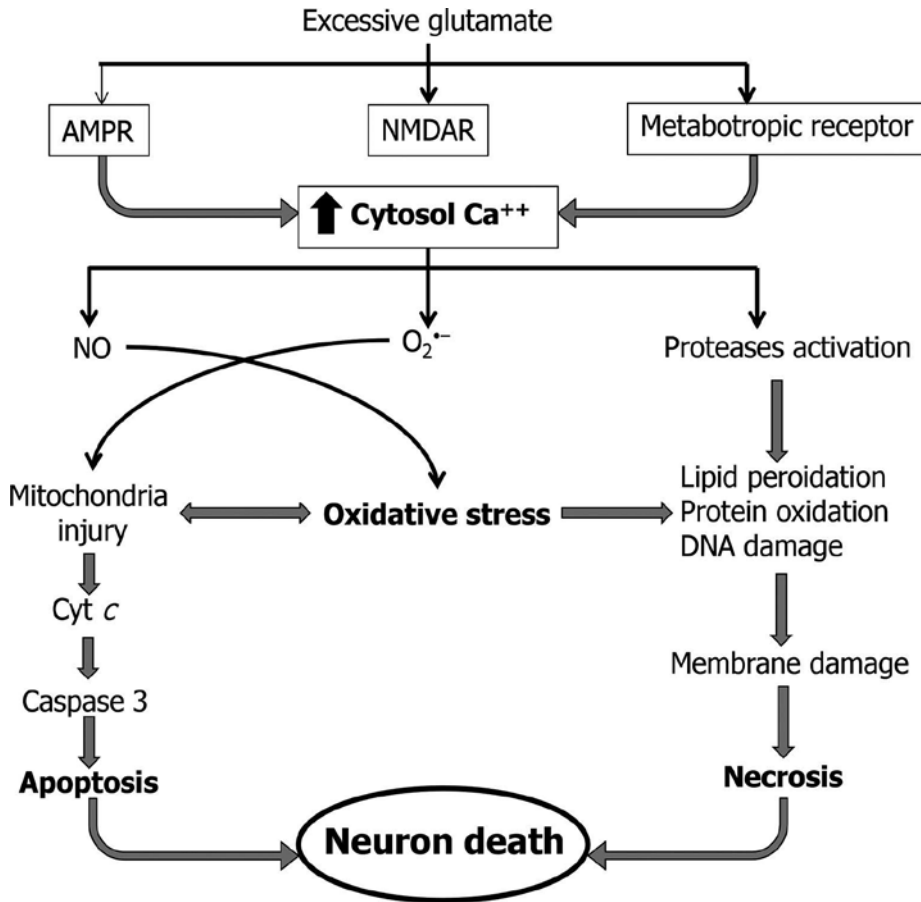 Excessive glutamate
AMPR
NMDAR
Metabotropic receptor
Cytosol Ca⁺⁺
NO
O₂•⁻
Proteases activation
Mitochondria
injury
Oxidative stress
Lipid peroidation
Protein oxidation
DNA damage
Cyt c
Membrane damage
Caspase 3
Apoptosis
Necrosis
Neuron death